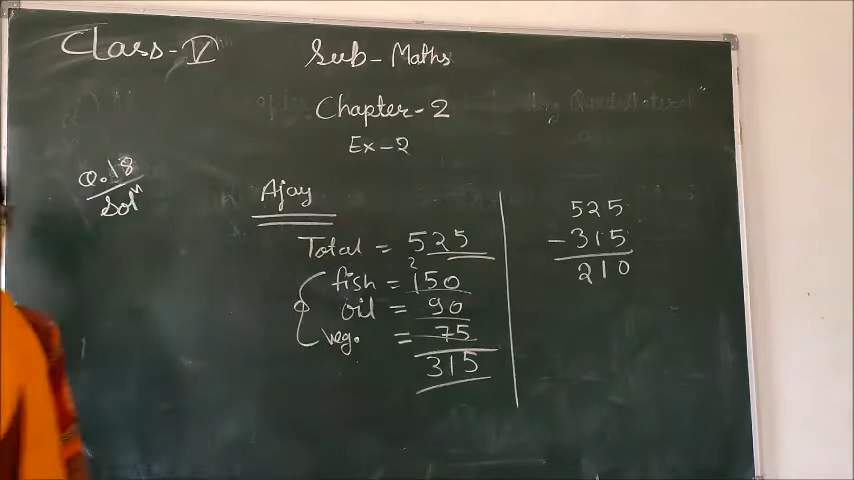 Class-V
Sub-Maths
Chapter-2
Ex-2
Q.18
Solⁿ
Ajay
Total = 525
2
fish = 150
oil = 90
veg. = 75
315
525
-315
210